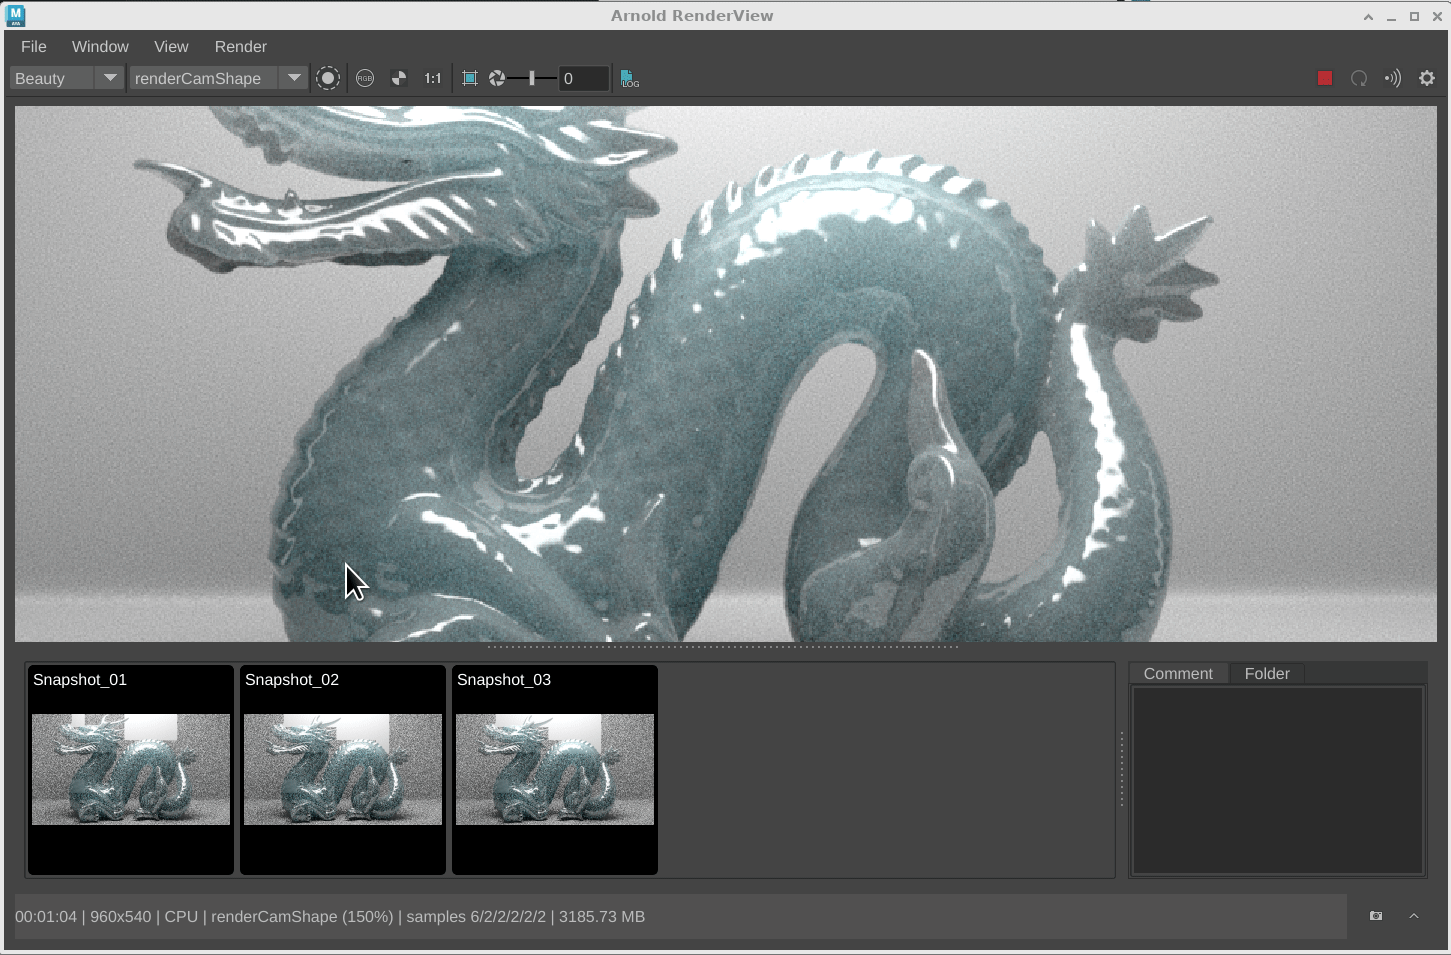 Arnold RenderView
File Window View Render
Beauty renderCamShape RGB 1:1 0 LOG
Snapshot_01 Snapshot_02 Snapshot_03
Comment Folder
00:01:04 | 960x540 | CPU | renderCamShape (150%) | samples 6/2/2/2/2/2 | 3185.73 MB